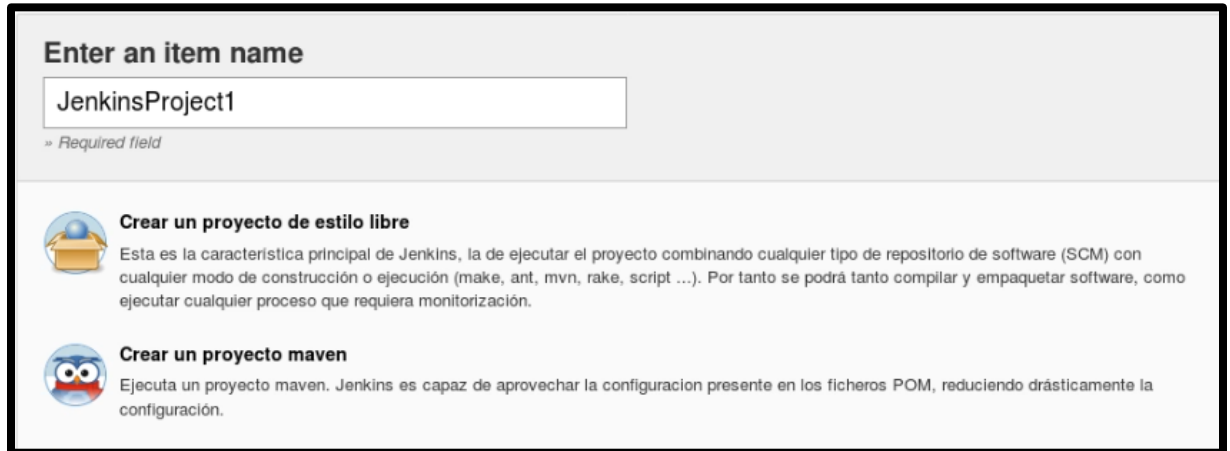 Enter an item name
JenkinsProject1
» Required field
Crear un proyecto de estilo libre
Esta es la característica principal de Jenkins, la de ejecutar el proyecto combinando cualquier tipo de repositorio de software (SCM) con
cualquier modo de construcción o ejecución (make, ant, mvn, rake, script ...). Por tanto se podrá tanto compilar y empaquetar software, como
ejecutar cualquier proceso que requiera monitorización.
Crear un proyecto maven
Ejecuta un proyecto maven. Jenkins es capaz de aprovechar la configuracion presente en los ficheros POM, reduciendo drásticamente la
configuración.